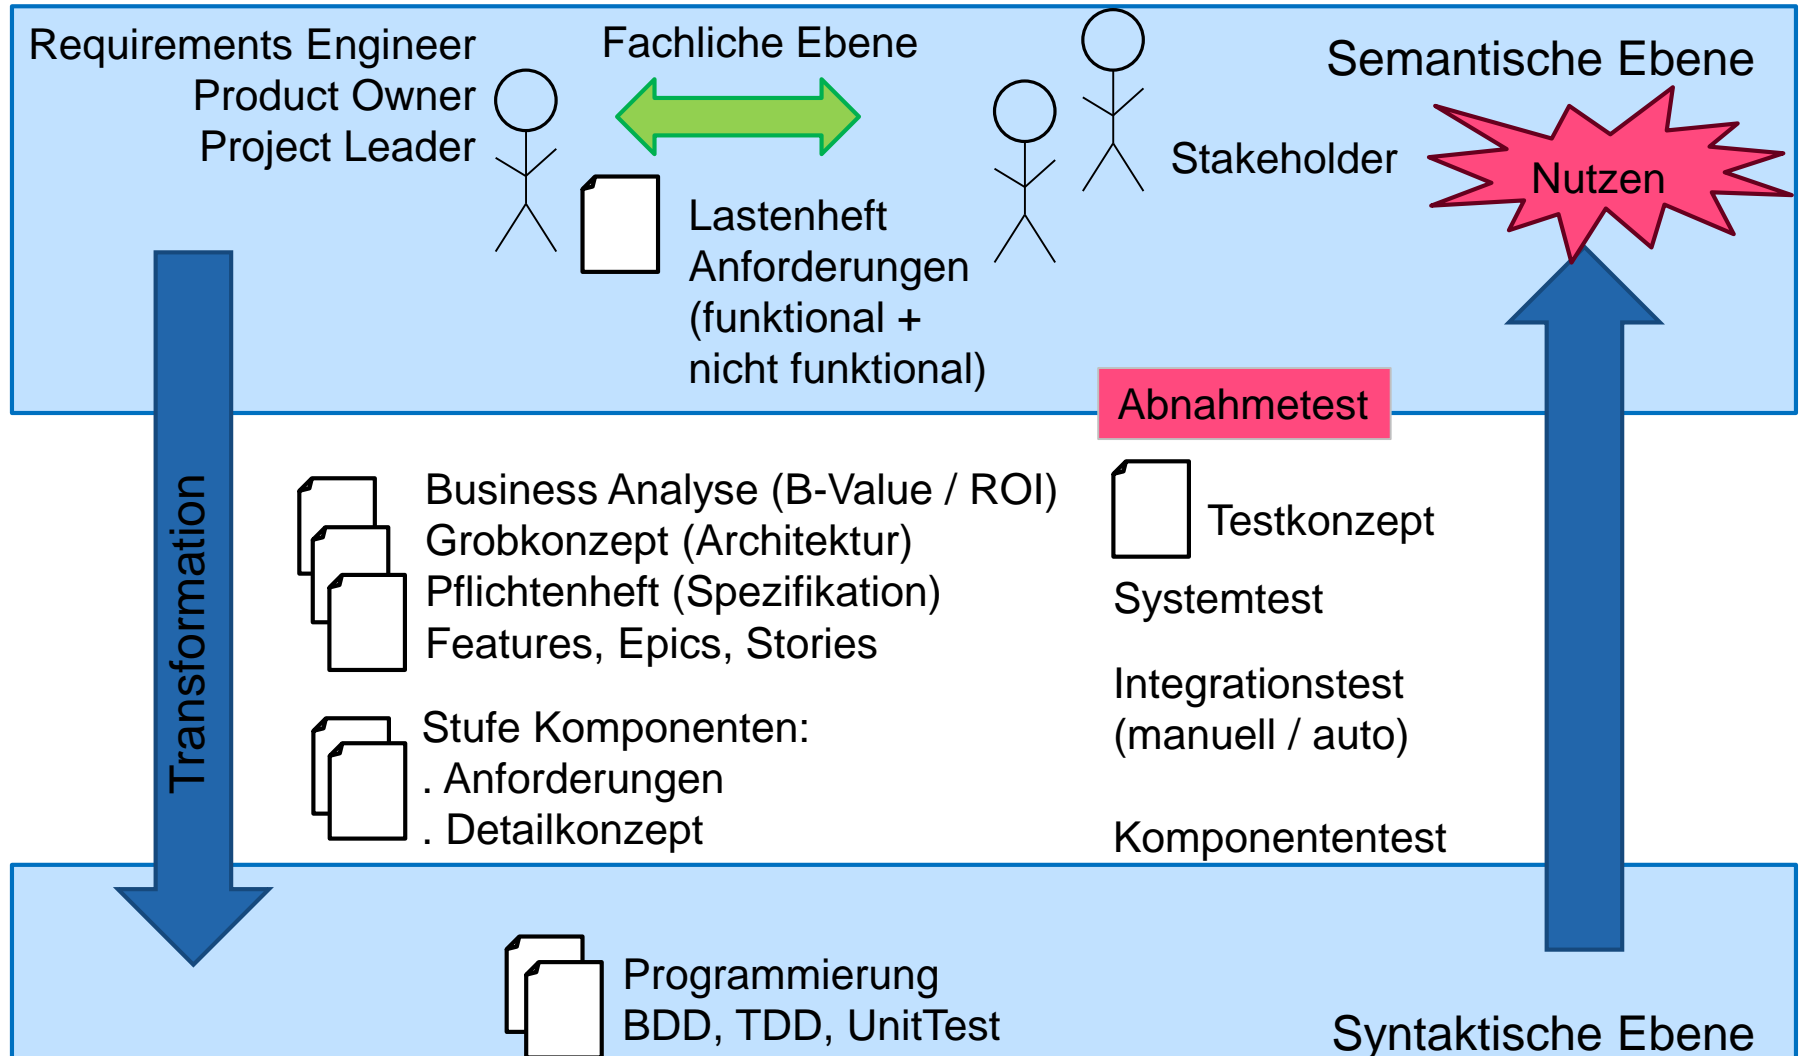 Requirements Engineer
Product Owner
Project Leader
Fachliche Ebene
Semantische Ebene
Stakeholder
Nutzen
Lastenheft
Anforderungen
(funktional +
nicht funktional)
Abnahmetest
Transformation
Business Analyse (B-Value / ROI)
Grobkonzept (Architektur)
Pflichtenheft (Spezifikation)
Features, Epics, Stories
Testkonzept
Systemtest
Integrationstest
(manuell / auto)
Stufe Komponenten:
. Anforderungen
. Detailkonzept
Komponententest
Programmierung
BDD, TDD, UnitTest
Syntaktische Ebene